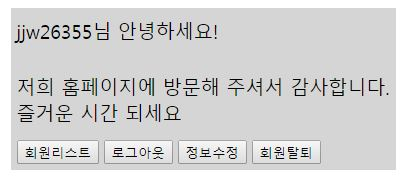 jjw26355님 안녕하세요!
저희 홈페이지에 방문해 주셔서 감사합니다.
즐거운 시간 되세요
회원리스트 로그아웃 정보수정 회원탈퇴